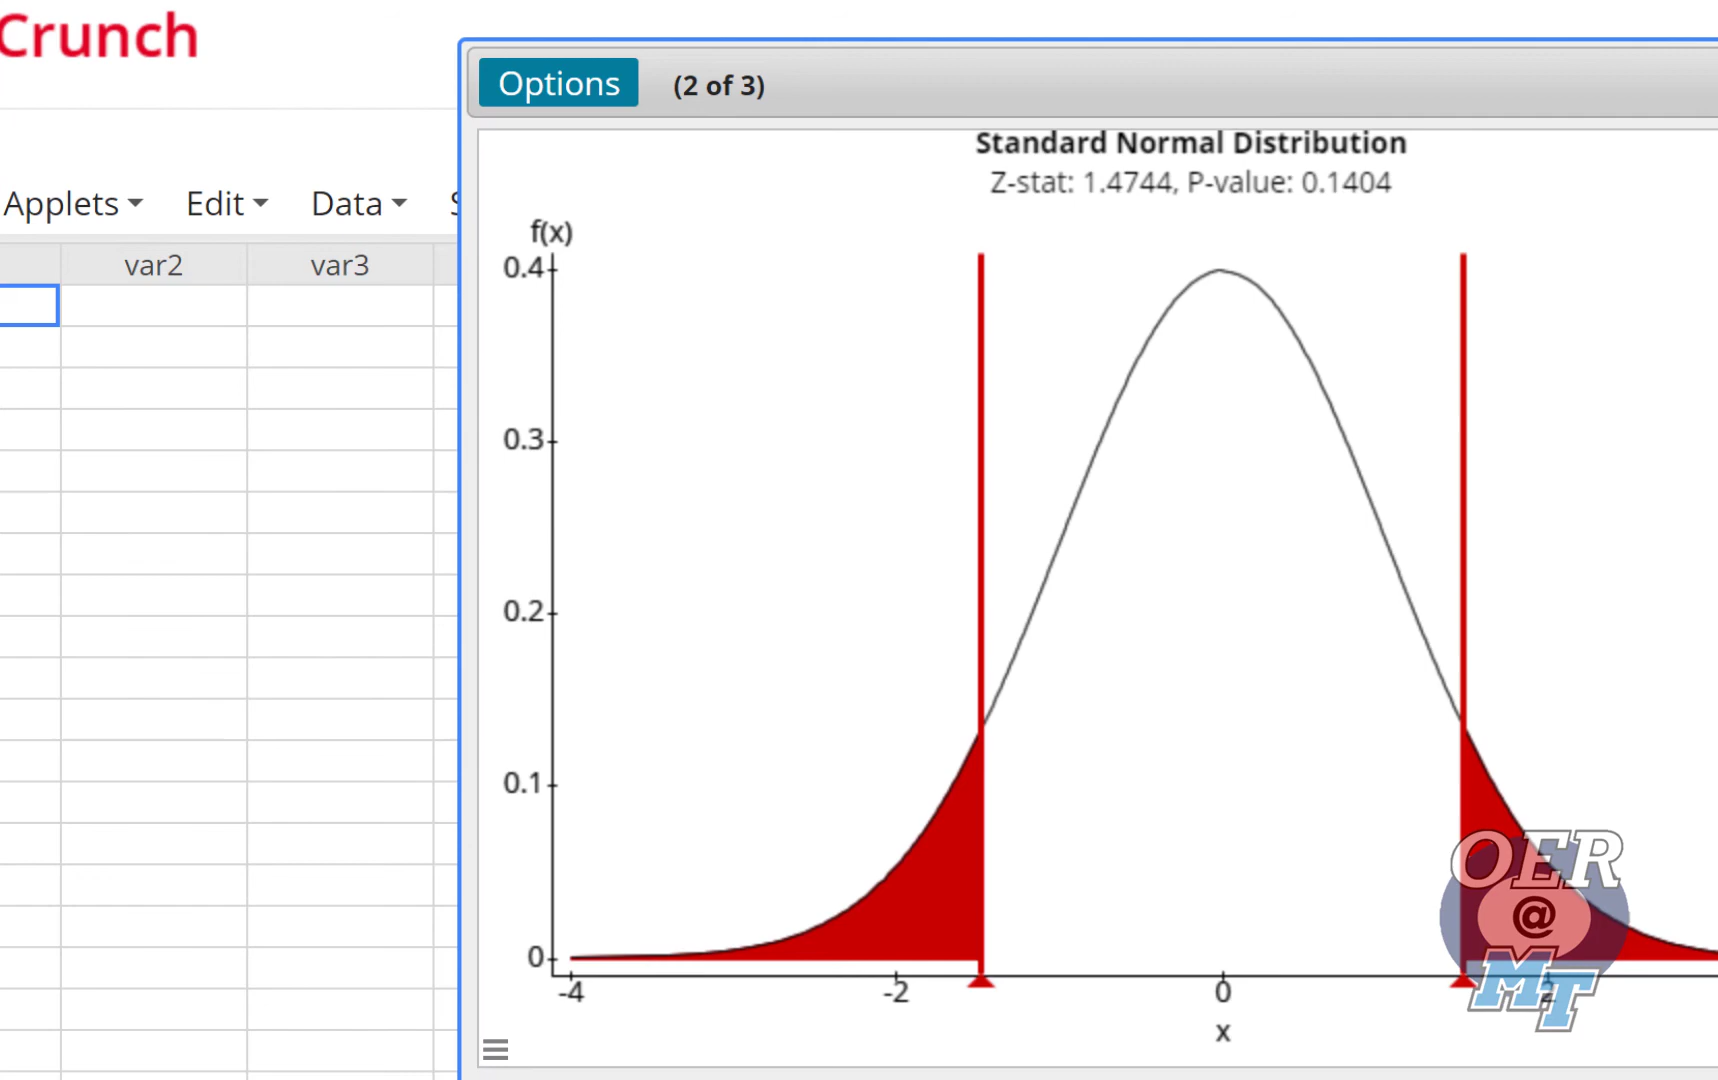 Crunch
Options (2 of 3)
Standard Normal Distribution
Z-stat: 1.4744, P-value: 0.1404
Applets Edit Data S
var2 var3
f(x)
0.4
0.3
0.2
0.1
0
-4 -2 0 2
x
OER
@
MT